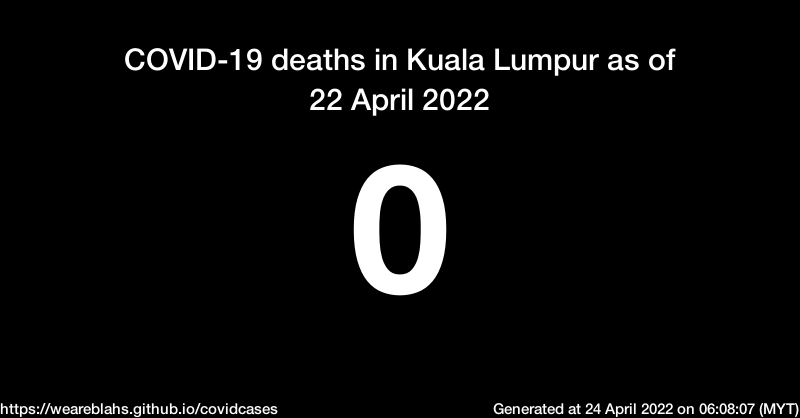 COVID-19 deaths in Kuala Lumpur as of
22 April 2022
0
https://weareblahs.github.io/covidcases
Generated at 24 April 2022 on 06:08:07 (MYT)